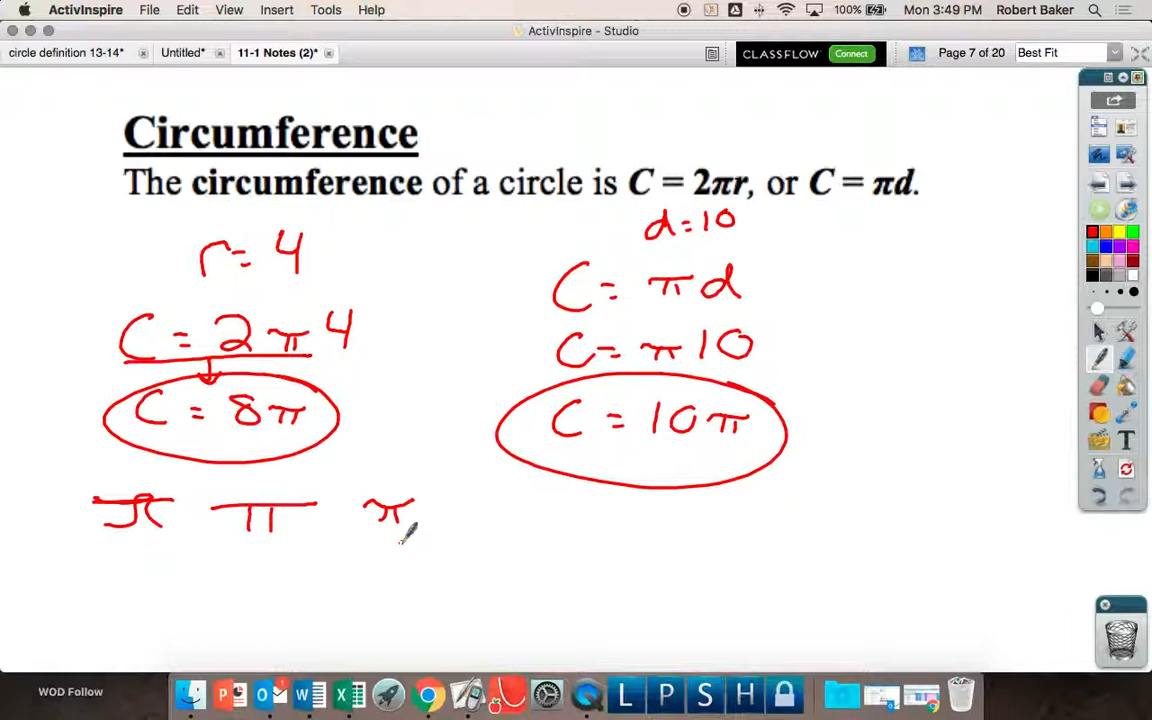 ActivInspire File Edit View Insert Tools Help 100% Mon 3:49 PM Robert Baker
ActivInspire - Studio
circle definition 13-14* Untitled* 11-1 Notes (2)* CLASSFLOW Connect Page 7 of 20 Best Fit
Circumference
The circumference of a circle is C = 2πr, or C = πd.
d=10
r=4
C= πd
C = 2π4
C= π10
C = 8π
C = 10π
π π π
T
WOD Follow
L P S H